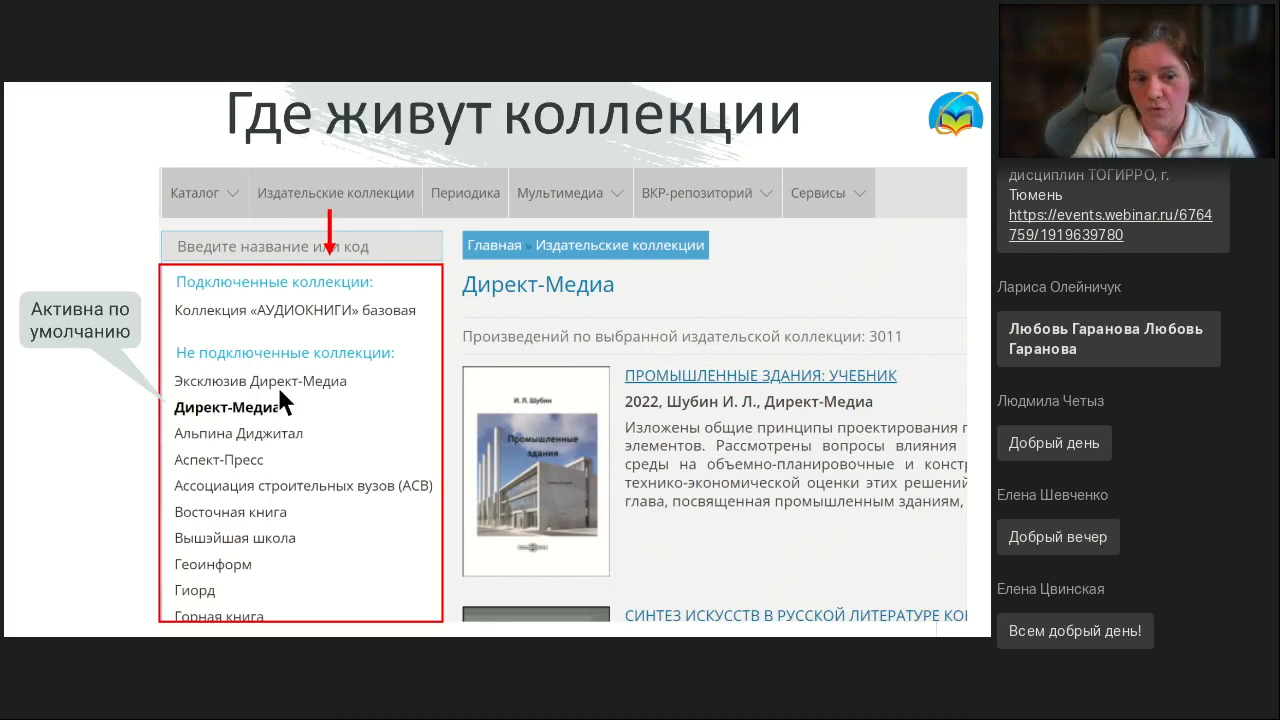 Где живут коллекции
Каталог
Издательские коллекции
Периодика
Мультимедиа
ВКР-репозиторий
Сервисы
Введите название или код
Главная » Издательские коллекции
Подключенные коллекции:
Коллекция «АУДИОКНИГИ» базовая
Не подключенные коллекции:
Эксклюзив Директ-Медиа
Директ-Медиа
Альпина Диджитал
Аспект-Пресс
Ассоциация строительных вузов (АСВ)
Восточная книга
Вышэйшая школа
Геоинформ
Гиорд
Горная книга
Активна по
умолчанию
Директ-Медиа
Произведений по выбранной издательской коллекции: 3011
И. Л. Шубин
Промышленные
здания
ПРОМЫШЛЕННЫЕ ЗДАНИЯ: УЧЕБНИК
2022, Шубин И. Л., Директ-Медиа
Изложены общие принципы проектирования
элементов. Рассмотрены вопросы влияния
среды на объемно-планировочные и констр
технико-экономической оценки этих решений
глава, посвященная промышленным зданиям,
СИНТЕЗ ИСКУССТВ В РУССКОЙ ЛИТЕРАТУРЕ КОН
дисциплин ТОГИРРО, г.
Тюмень
https://events.webinar.ru/6764
759/1919639780
Лариса Олейничук
Любовь Гаранова Любовь
Гаранова
Людмила Четыз
Добрый день
Елена Шевченко
Добрый вечер
Елена Цвинская
Всем добрый день!